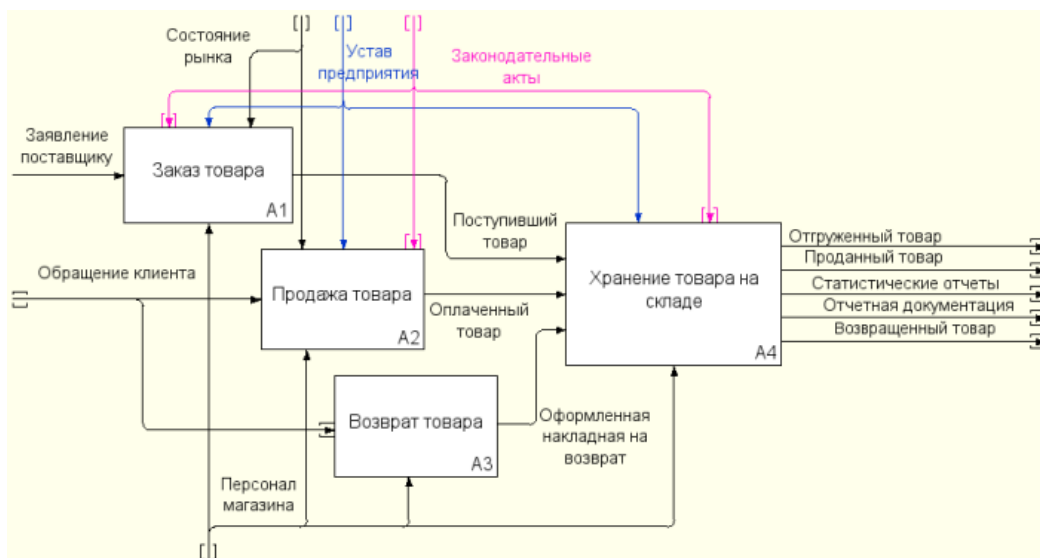 Состояние
рынка
Устав
предприятия
Законодательные
акты
Заявление
поставщику
Заказ товара
A1
Поступивший
товар
Обращение клиента
Продажа товара
A2
Оплаченный
товар
Хранение товара на
складе
A4
Отгруженный товар
Проданный товар
Статистические отчеты
Отчетная документация
Возвращенный товар
Возврат товара
A3
Оформленная
накладная на
возврат
Персонал
магазина